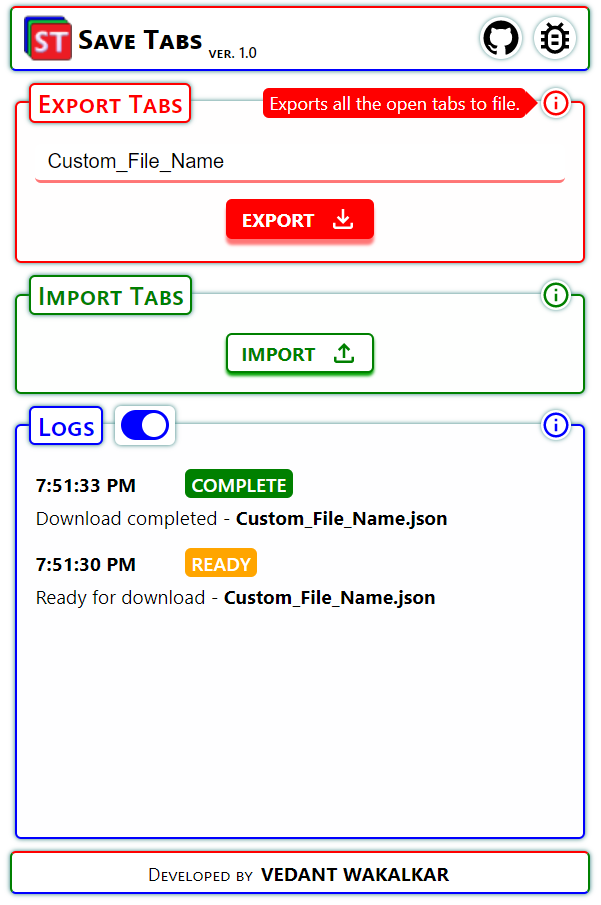 ST Save Tabs ver. 1.0
Export Tabs Exports all the open tabs to file.
Custom_File_Name
EXPORT
Import Tabs
IMPORT
Logs
7:51:33 PM COMPLETE
Download completed - Custom_File_Name.json
7:51:30 PM READY
Ready for download - Custom_File_Name.json
Developed by VEDANT WAKALKAR